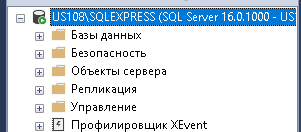 US108\SQLEXPRESS (SQL Server 16.0.1000 - US
Базы данных
Безопасность
Объекты сервера
Репликация
Управление
Профилировщик XEvent